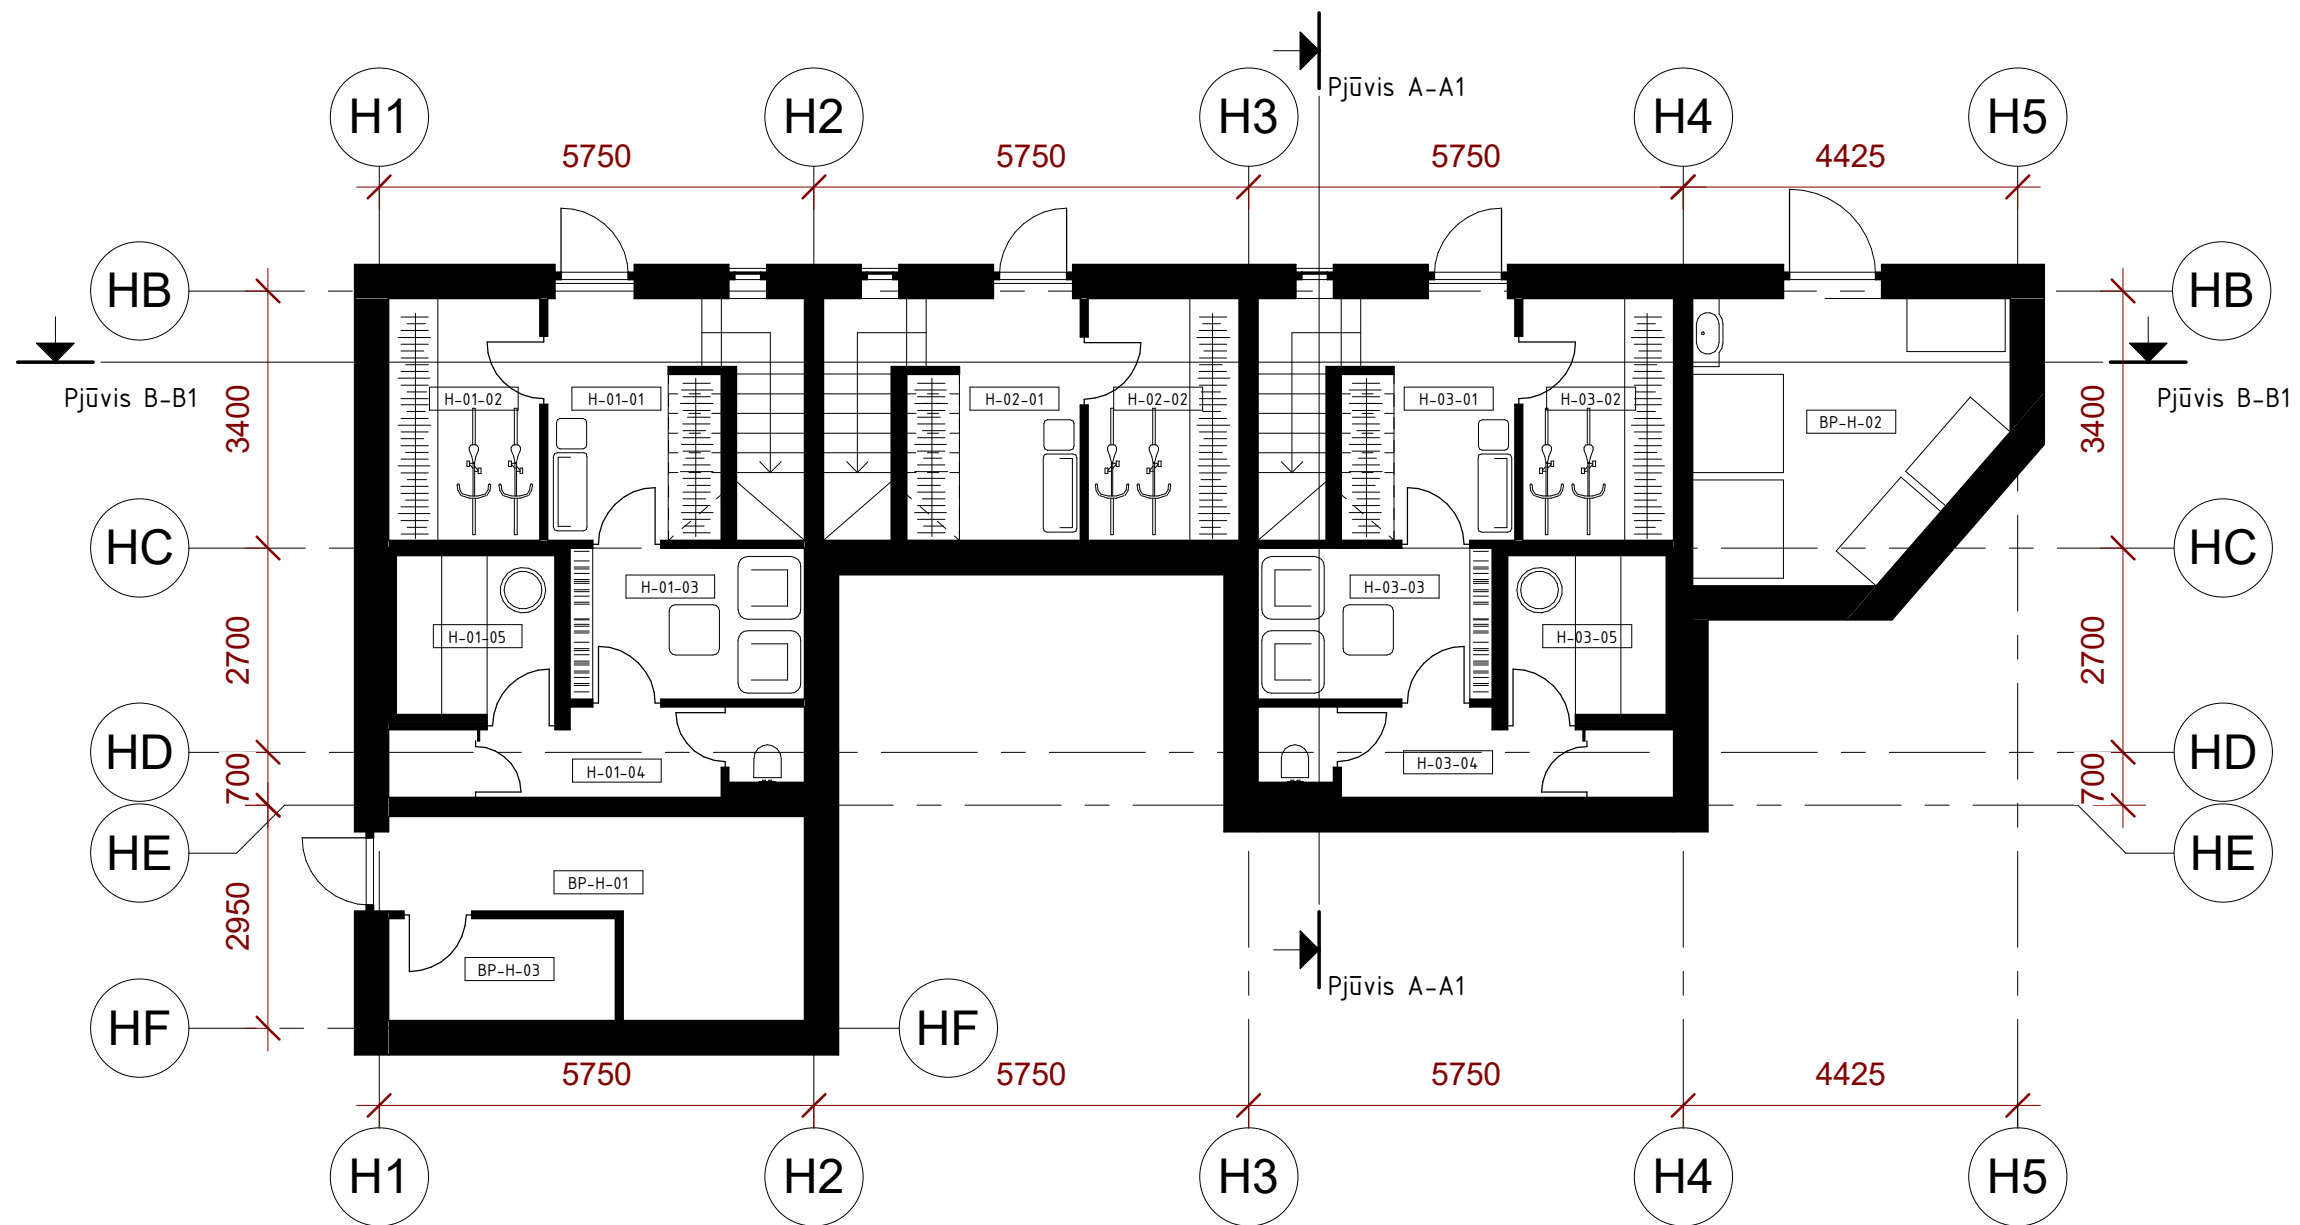 Pjūvis A-A1
H1 H2 H3 H4 H5
5750 5750 5750 4425
HB HB
Pjūvis B-B1 Pjūvis B-B1
3400 3400
H-01-02 H-01-01 H-02-01 H-02-02 H-03-01 H-03-02
BP-H-02
HC HC
H-01-03 H-03-03
H-01-05 H-03-05
2700 2700
HD HD
H-01-04 H-03-04
700 700
HE HE
BP-H-01
2950
BP-H-03
Pjūvis A-A1
HF HF
5750 5750 5750 4425
H1 H2 H3 H4 H5